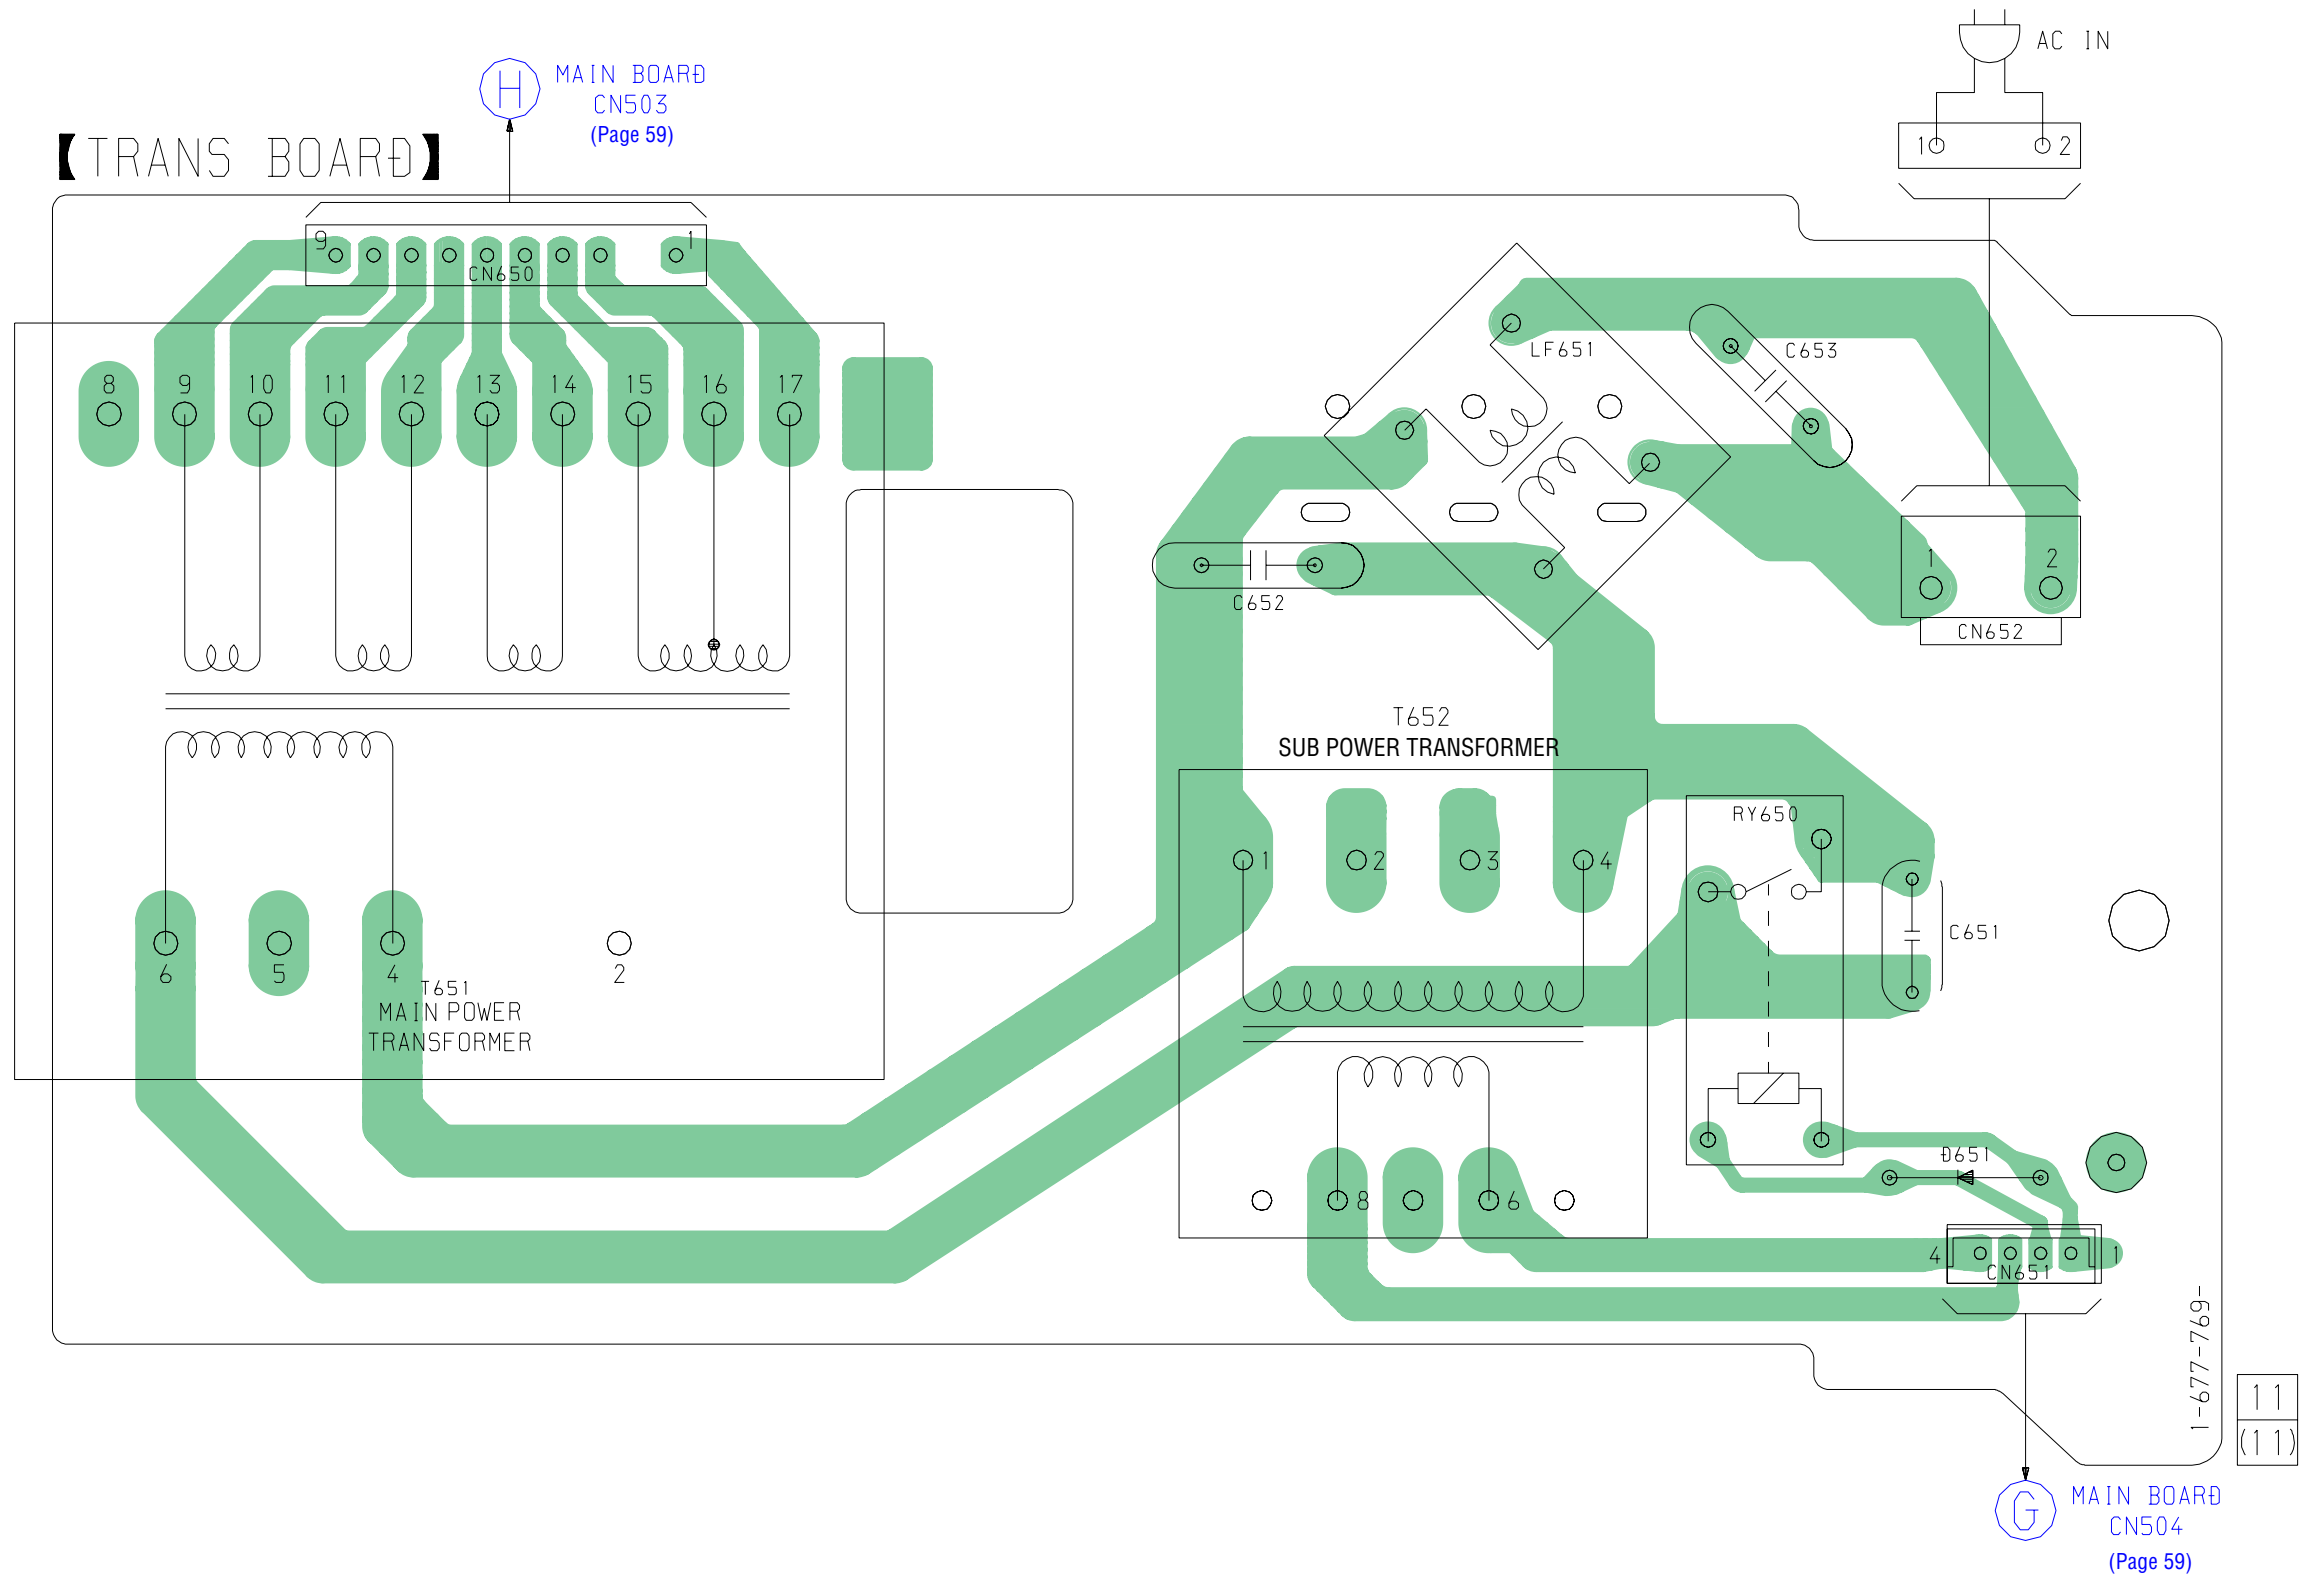 AC IN
H
MAIN BOARD
CN503
(Page 59)
【TRANS BOARD】
1 2
9 1
CN650
LF651
C653
8 9 10 11 12 13 14 15 16 17
1 2
C652
CN652
T652
SUB POWER TRANSFORMER
RY650
1 2 3 4
C651
6 5 4 2
T651
MAIN POWER
TRANSFORMER
D651
8 6
4 1
CN651
1-677-769-
11
(11)
G
MAIN BOARD
CN504
(Page 59)